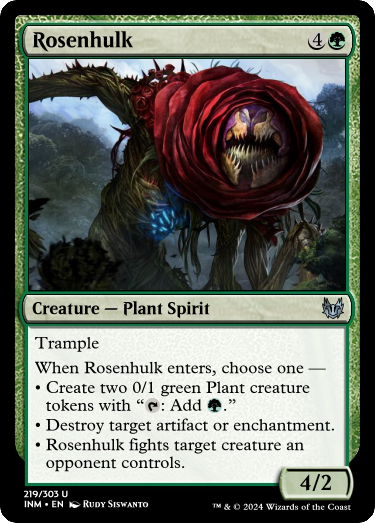 Rosenhulk 4
Creature — Plant Spirit
Trample
When Rosenhulk enters, choose one —
• Create two 0/1 green Plant creature
tokens with “: Add .”
• Destroy target artifact or enchantment.
• Rosenhulk fights target creature an
opponent controls.
4/2
219/303 U
INM • EN Rudy Siswanto
™ & © 2024 Wizards of the Coast